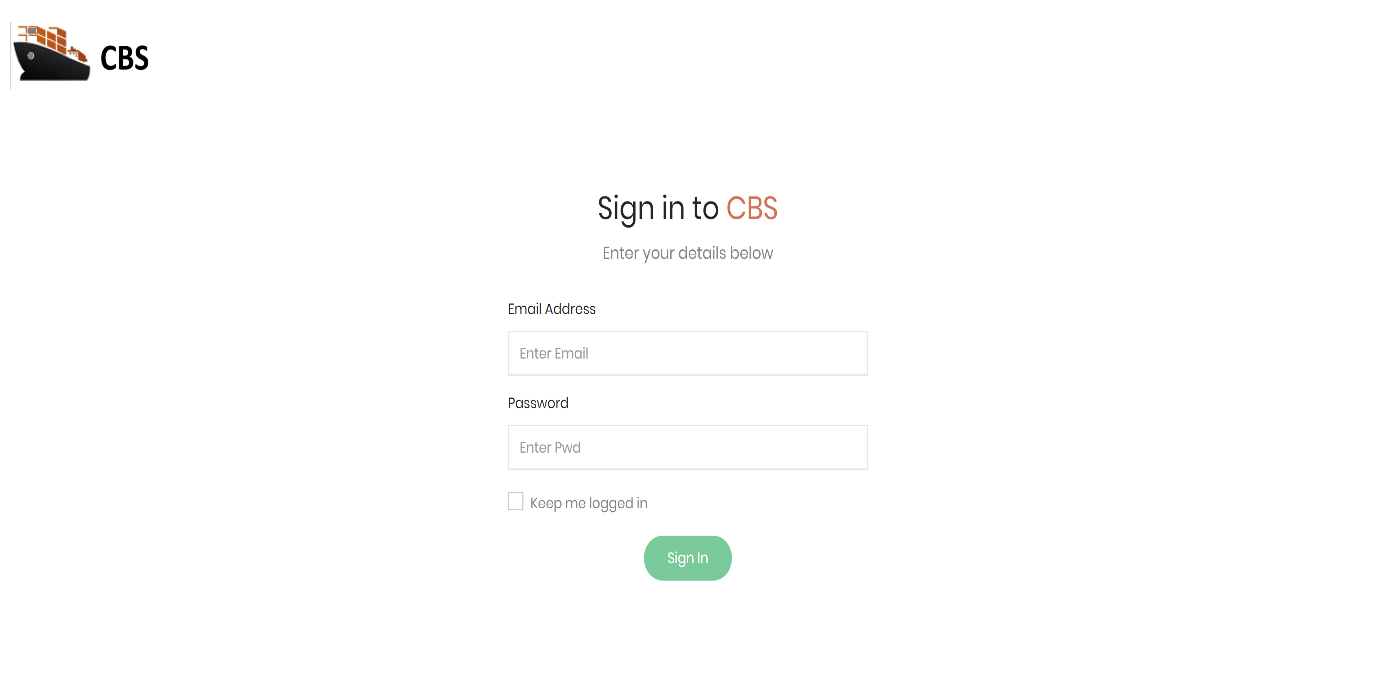 CBS
Sign in to CBS
Enter your details below
Email Address
Enter Email
Password
Enter Pwd
Keep me logged in
Sign In